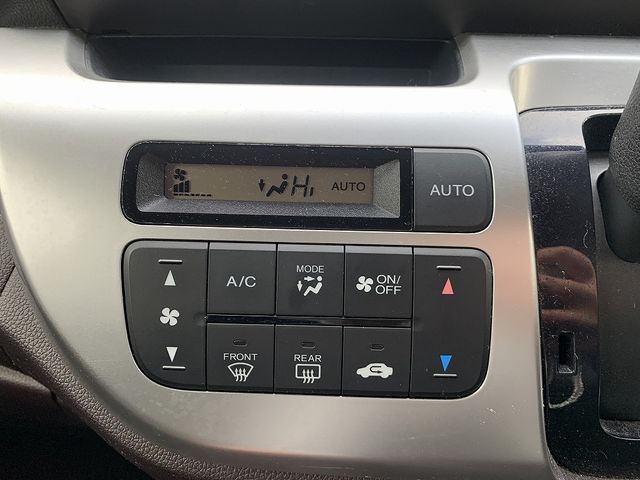 Hi AUTO
AUTO
A/C
MODE
ON/
OFF
FRONT
REAR